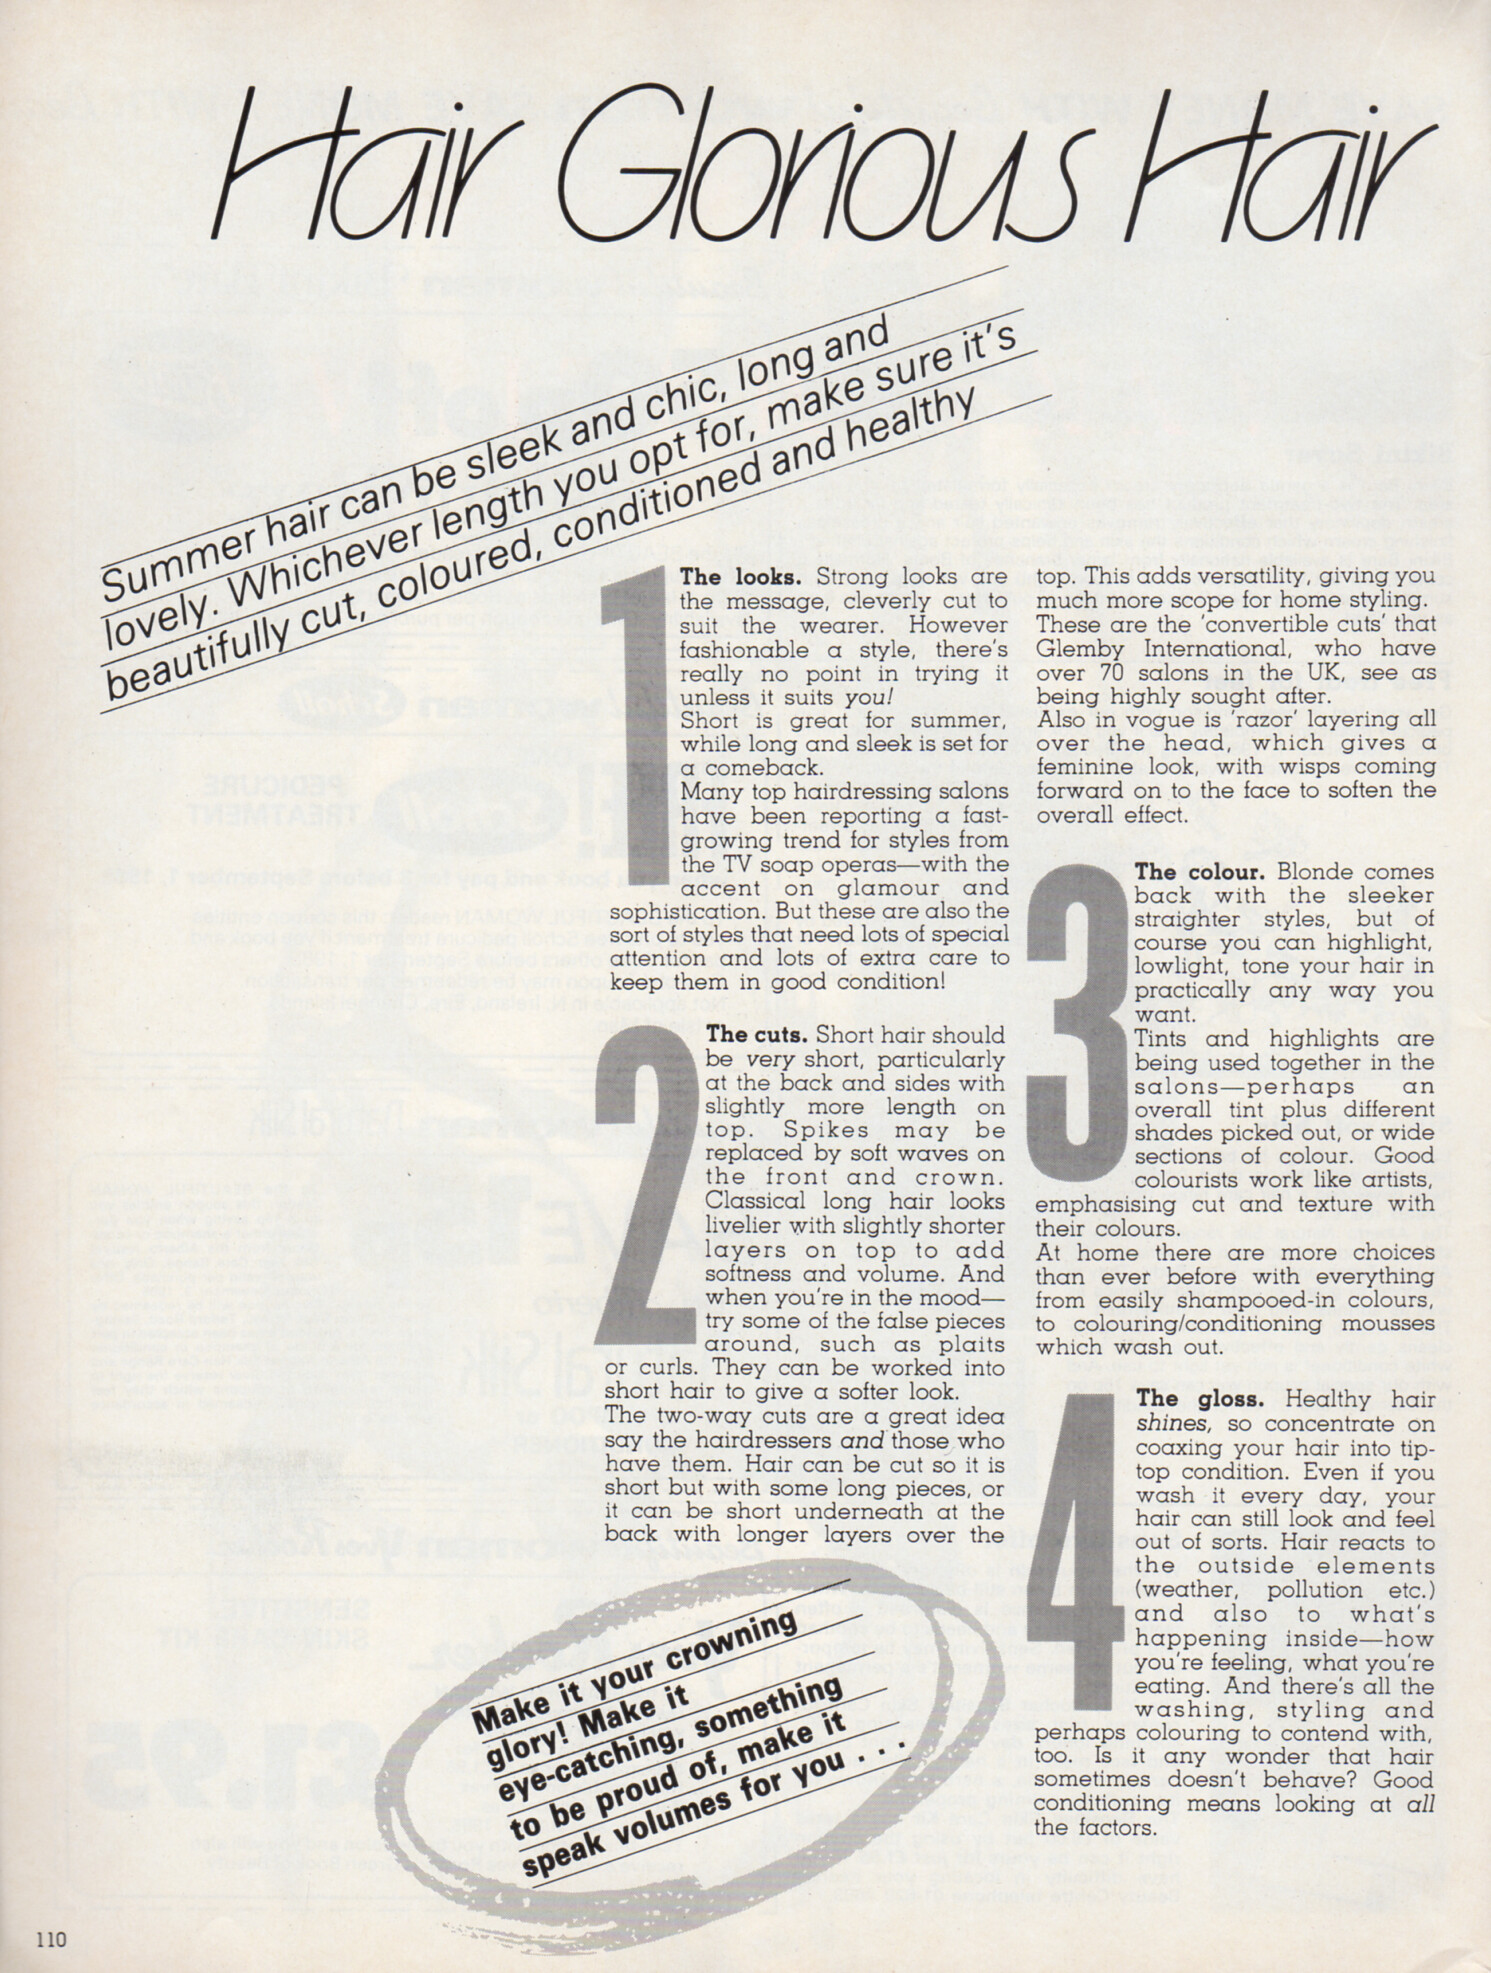 Hair Glorious Hair
Summer hair can be sleek and chic, long and
lovely. Whichever length you opt for, make sure it's
beautifully cut, coloured, conditioned and healthy
1
The looks. Strong looks are
the message, cleverly cut to
suit the wearer. However
fashionable a style, there's
really no point in trying it
unless it suits you!
Short is great for summer,
while long and sleek is set for
a comeback.
Many top hairdressing salons
have been reporting a fast-
growing trend for styles from
the TV soap operas—with the
accent on glamour and
sophistication. But these are also the
sort of styles that need lots of special
attention and lots of extra care to
keep them in good condition!
2
The cuts. Short hair should
be very short, particularly
at the back and sides with
slightly more length on
top. Spikes may be
replaced by soft waves on
the front and crown.
Classical long hair looks
livelier with slightly shorter
layers on top to add
softness and volume. And
when you're in the mood—
try some of the false pieces
around, such as plaits
or curls. They can be worked into
short hair to give a softer look.
The two-way cuts are a great idea
say the hairdressers and those who
have them. Hair can be cut so it is
short but with some long pieces, or
it can be short underneath at the
back with longer layers over the
top. This adds versatility, giving you
much more scope for home styling.
These are the 'convertible cuts' that
Glemby International, who have
over 70 salons in the UK, see as
being highly sought after.
Also in vogue is 'razor' layering all
over the head, which gives a
feminine look, with wisps coming
forward on to the face to soften the
overall effect.
3
The colour. Blonde comes
back with the sleeker
straighter styles, but of
course you can highlight,
lowlight, tone your hair in
practically any way you
want.
Tints and highlights are
being used together in the
salons—perhaps an
overall tint plus different
shades picked out, or wide
sections of colour. Good
colourists work like artists,
emphasising cut and texture with
their colours.
At home there are more choices
than ever before with everything
from easily shampooed-in colours,
to colouring/conditioning mousses
which wash out.
4
The gloss. Healthy hair
shines, so concentrate on
coaxing your hair into tip-
top condition. Even if you
wash it every day, your
hair can still look and feel
out of sorts. Hair reacts to
the outside elements
(weather, pollution etc.)
and also to what's
happening inside—how
you're feeling, what you're
eating. And there's all the
washing, styling and
perhaps colouring to contend with,
too. Is it any wonder that hair
sometimes doesn't behave? Good
conditioning means looking at all
the factors.
Make it your crowning
glory! Make it
eye-catching, something
to be proud of, make it
speak volumes for you . . .
110